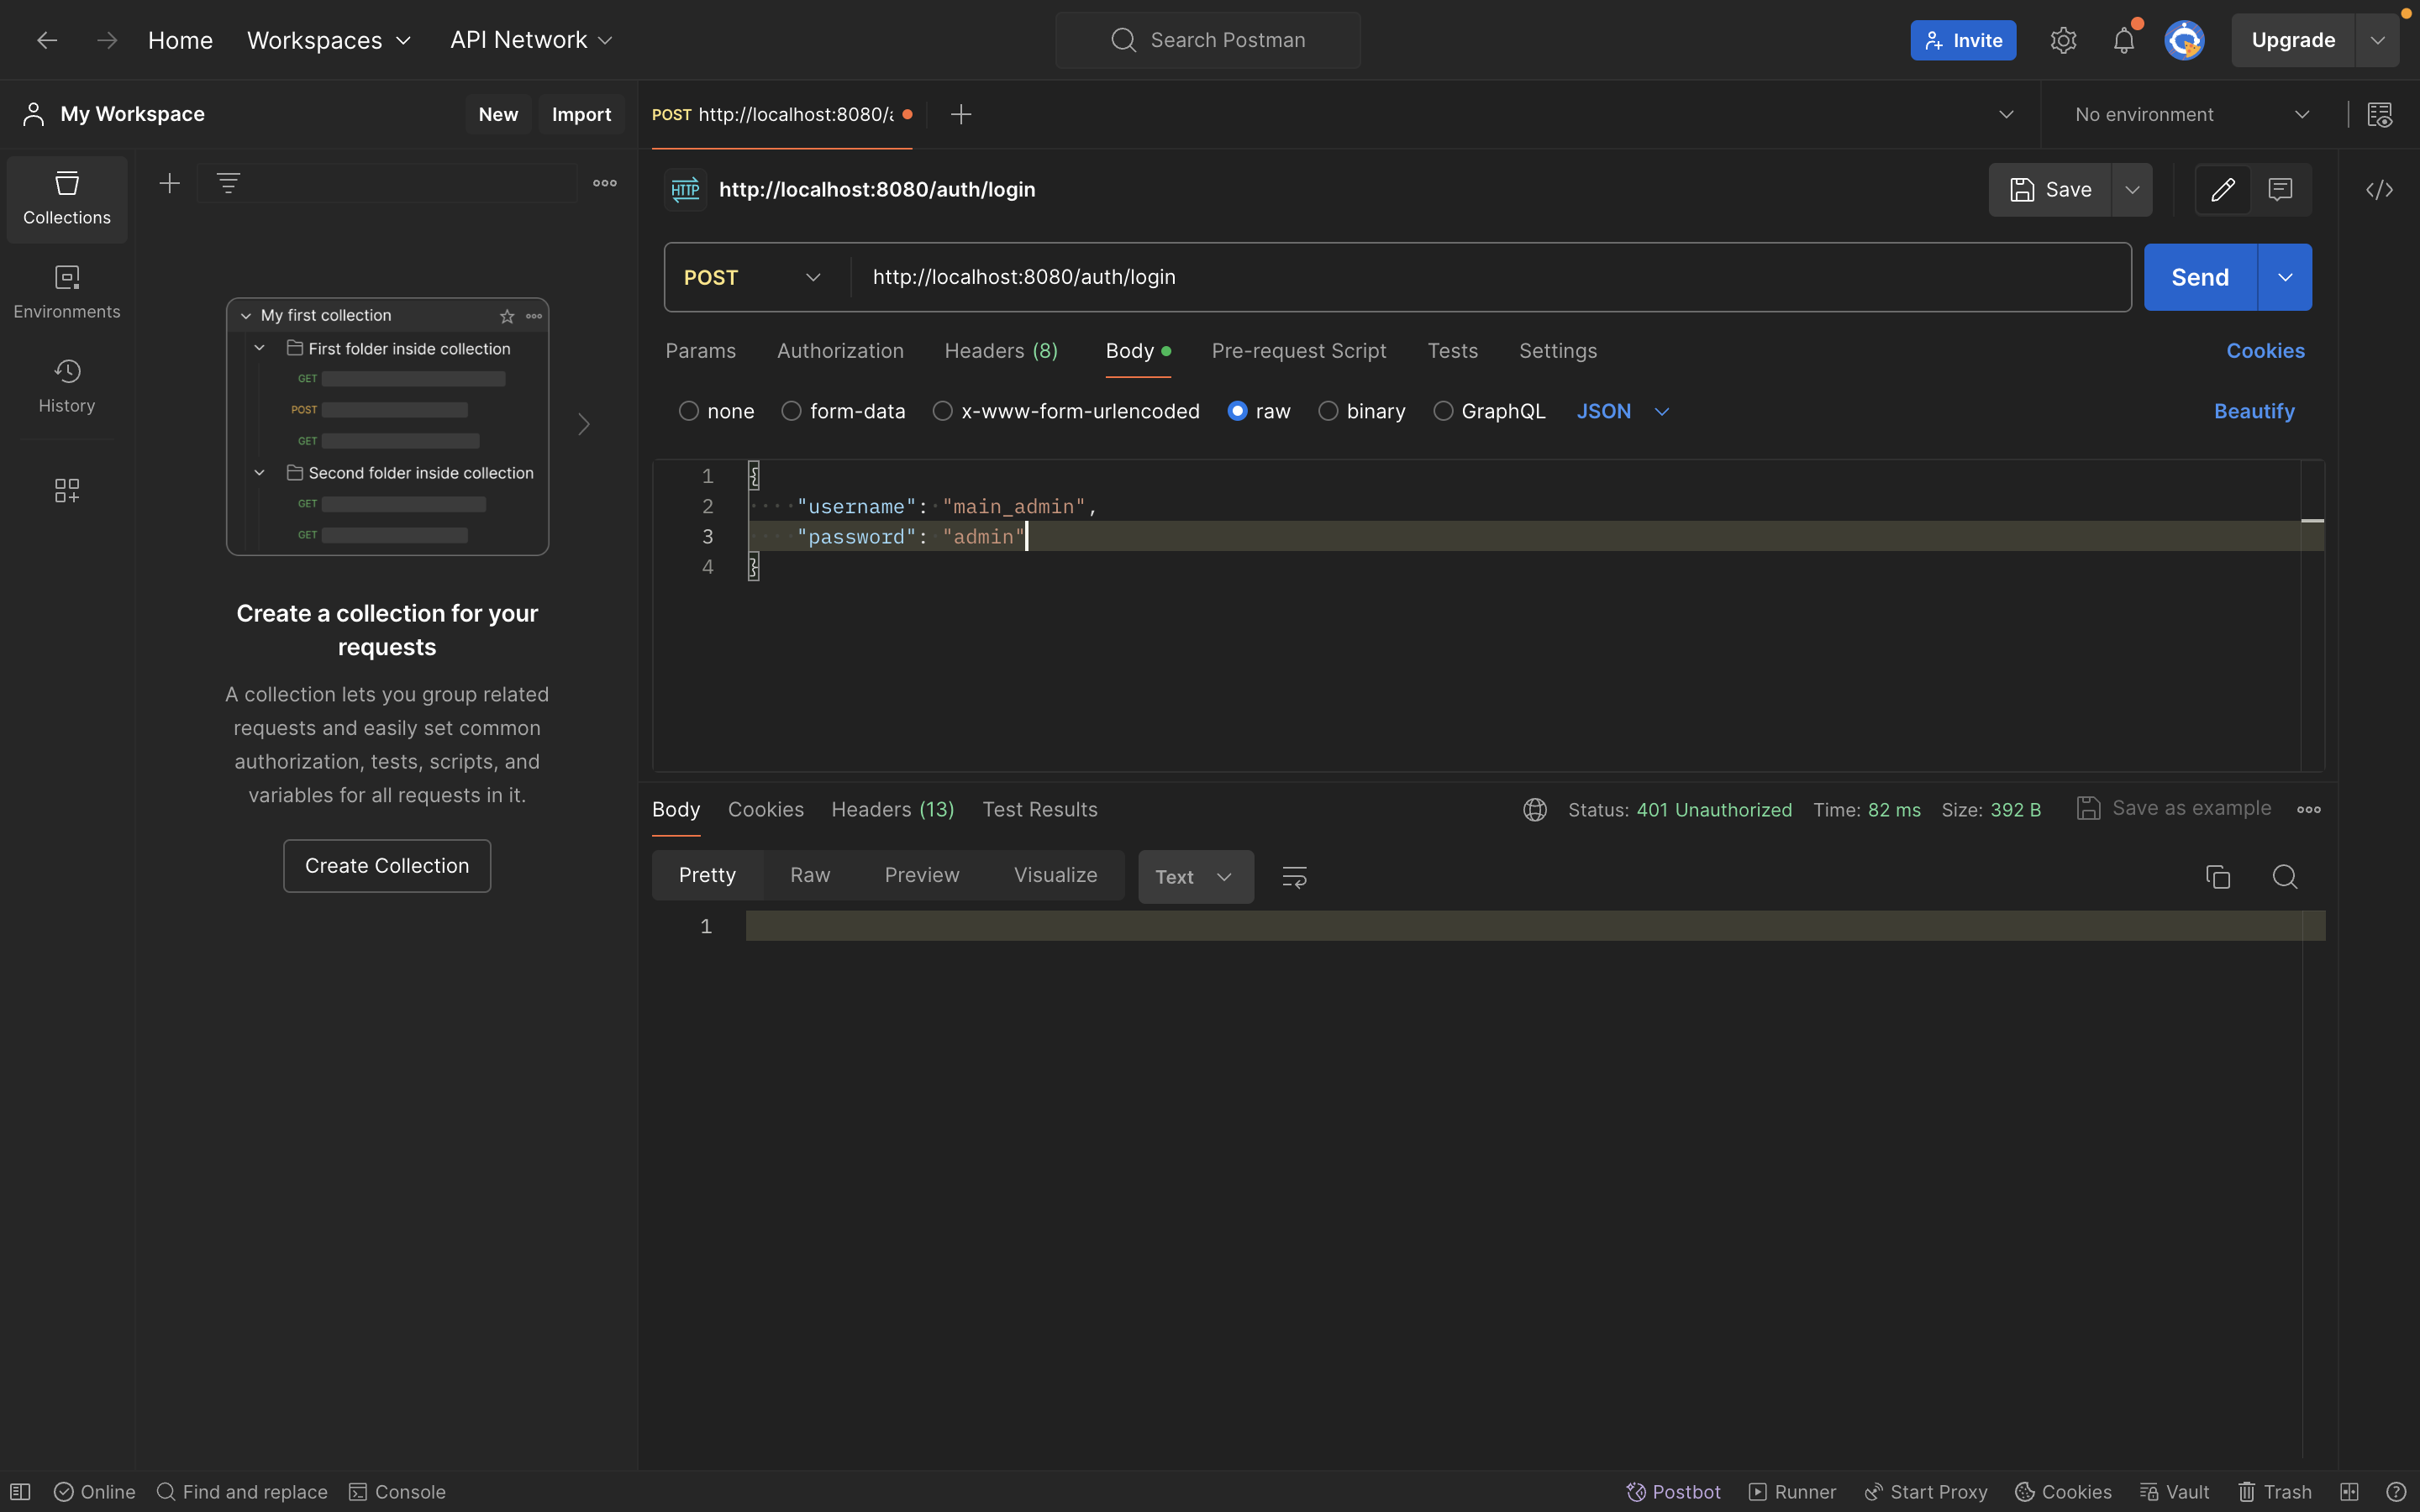 Home Workspaces API Network Search Postman Invite Upgrade
My Workspace New Import POST http://localhost:8080/a No environment
Collections
Environments
History
My first collection
First folder inside collection
GET
POST
GET
Second folder inside collection
GET
GET
Create a collection for your
requests
A collection lets you group related
requests and easily set common
authorization, tests, scripts, and
variables for all requests in it.
Create Collection
HTTP http://localhost:8080/auth/login Save
POST http://localhost:8080/auth/login Send
Params Authorization Headers (8) Body Pre-request Script Tests Settings Cookies
none form-data x-www-form-urlencoded raw binary GraphQL JSON Beautify
1 {
2 "username": "main_admin",
3 "password": "admin"
4 }
Body Cookies Headers (13) Test Results Status: 401 Unauthorized Time: 82 ms Size: 392 B Save as example
Pretty Raw Preview Visualize Text
1
Online Find and replace Console Postbot Runner Start Proxy Cookies Vault Trash